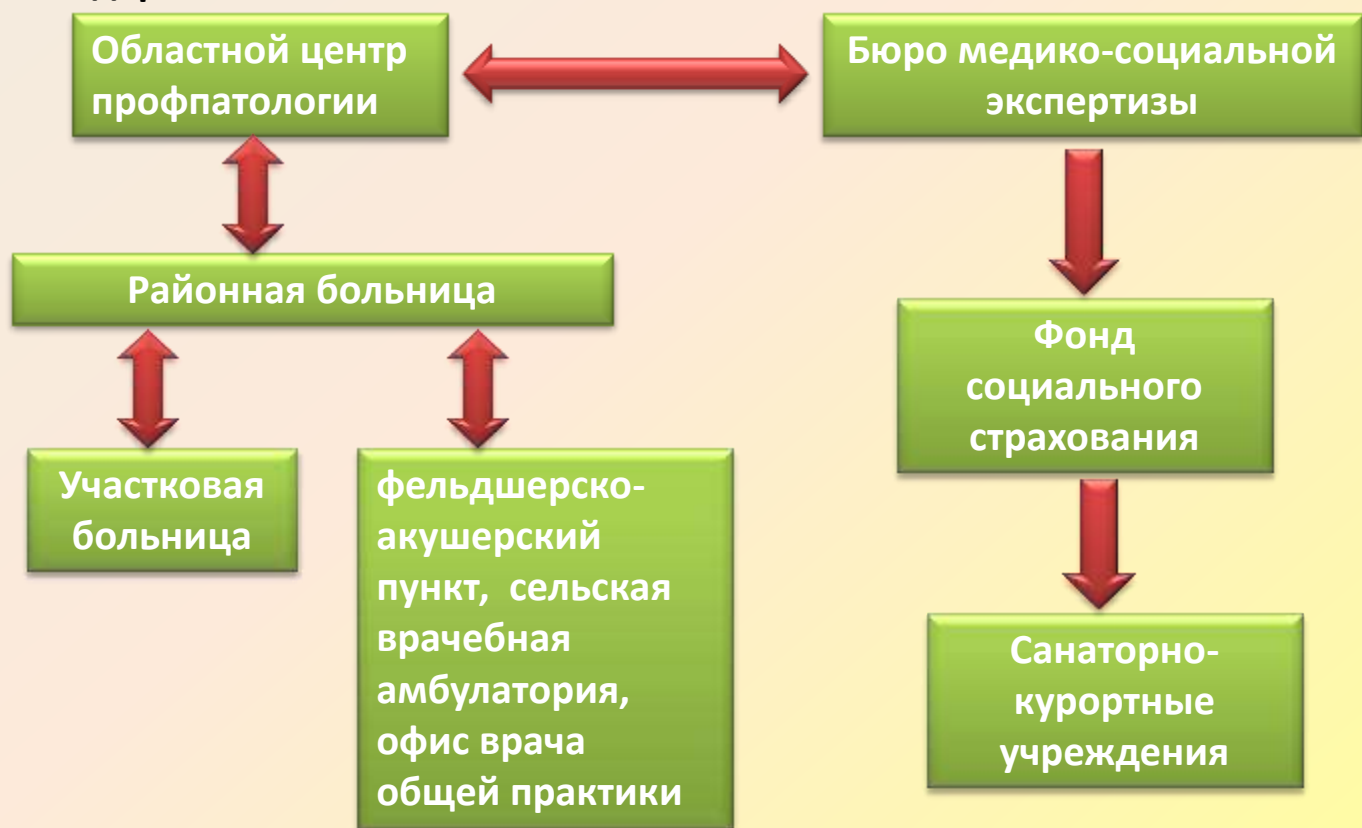 Областной центр
профпатологии
Бюро медико-социальной
экспертизы
Районная больница
Фонд
социального
страхования
Участковая
больница
фельдшерско-
акушерский
пункт, сельская
врачебная
амбулатория,
офис врача
общей практики
Санаторно-
курортные
учреждения